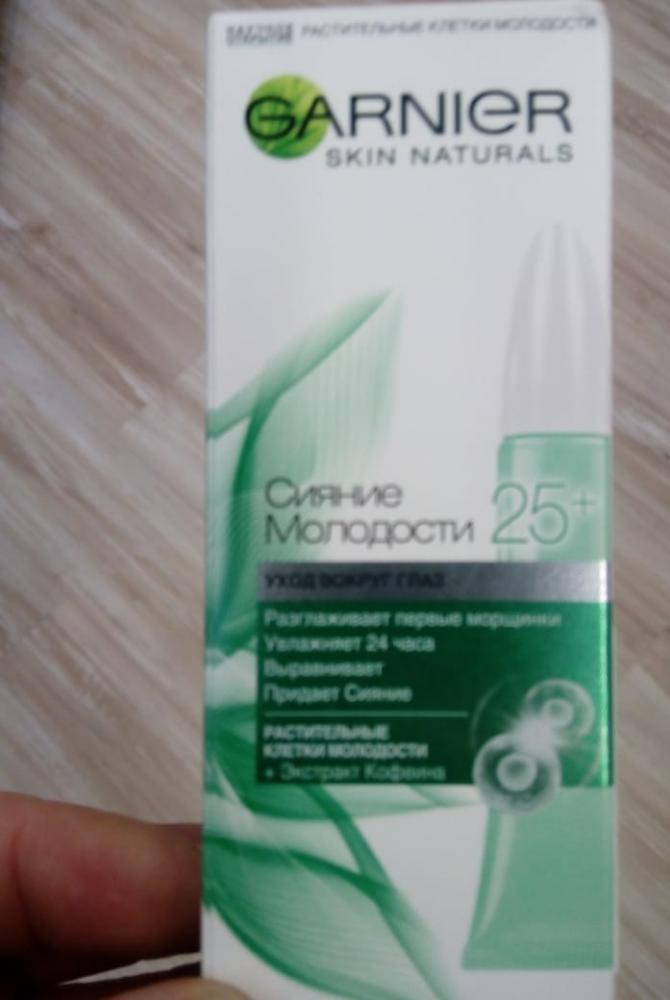 РАСТИТЕЛЬНЫЕ КЛЕТКИ МОЛОДОСТИ
GARNIER
SKIN NATURALS
Сияние
Молодости 25+
УХОД ВОКРУГ ГЛАЗ
Разглаживает первые морщинки
Увлажняет 24 часа
Выравнивает
Придает Сияние
РАСТИТЕЛЬНЫЕ
КЛЕТКИ МОЛОДОСТИ
+ Экстракт Кофеина